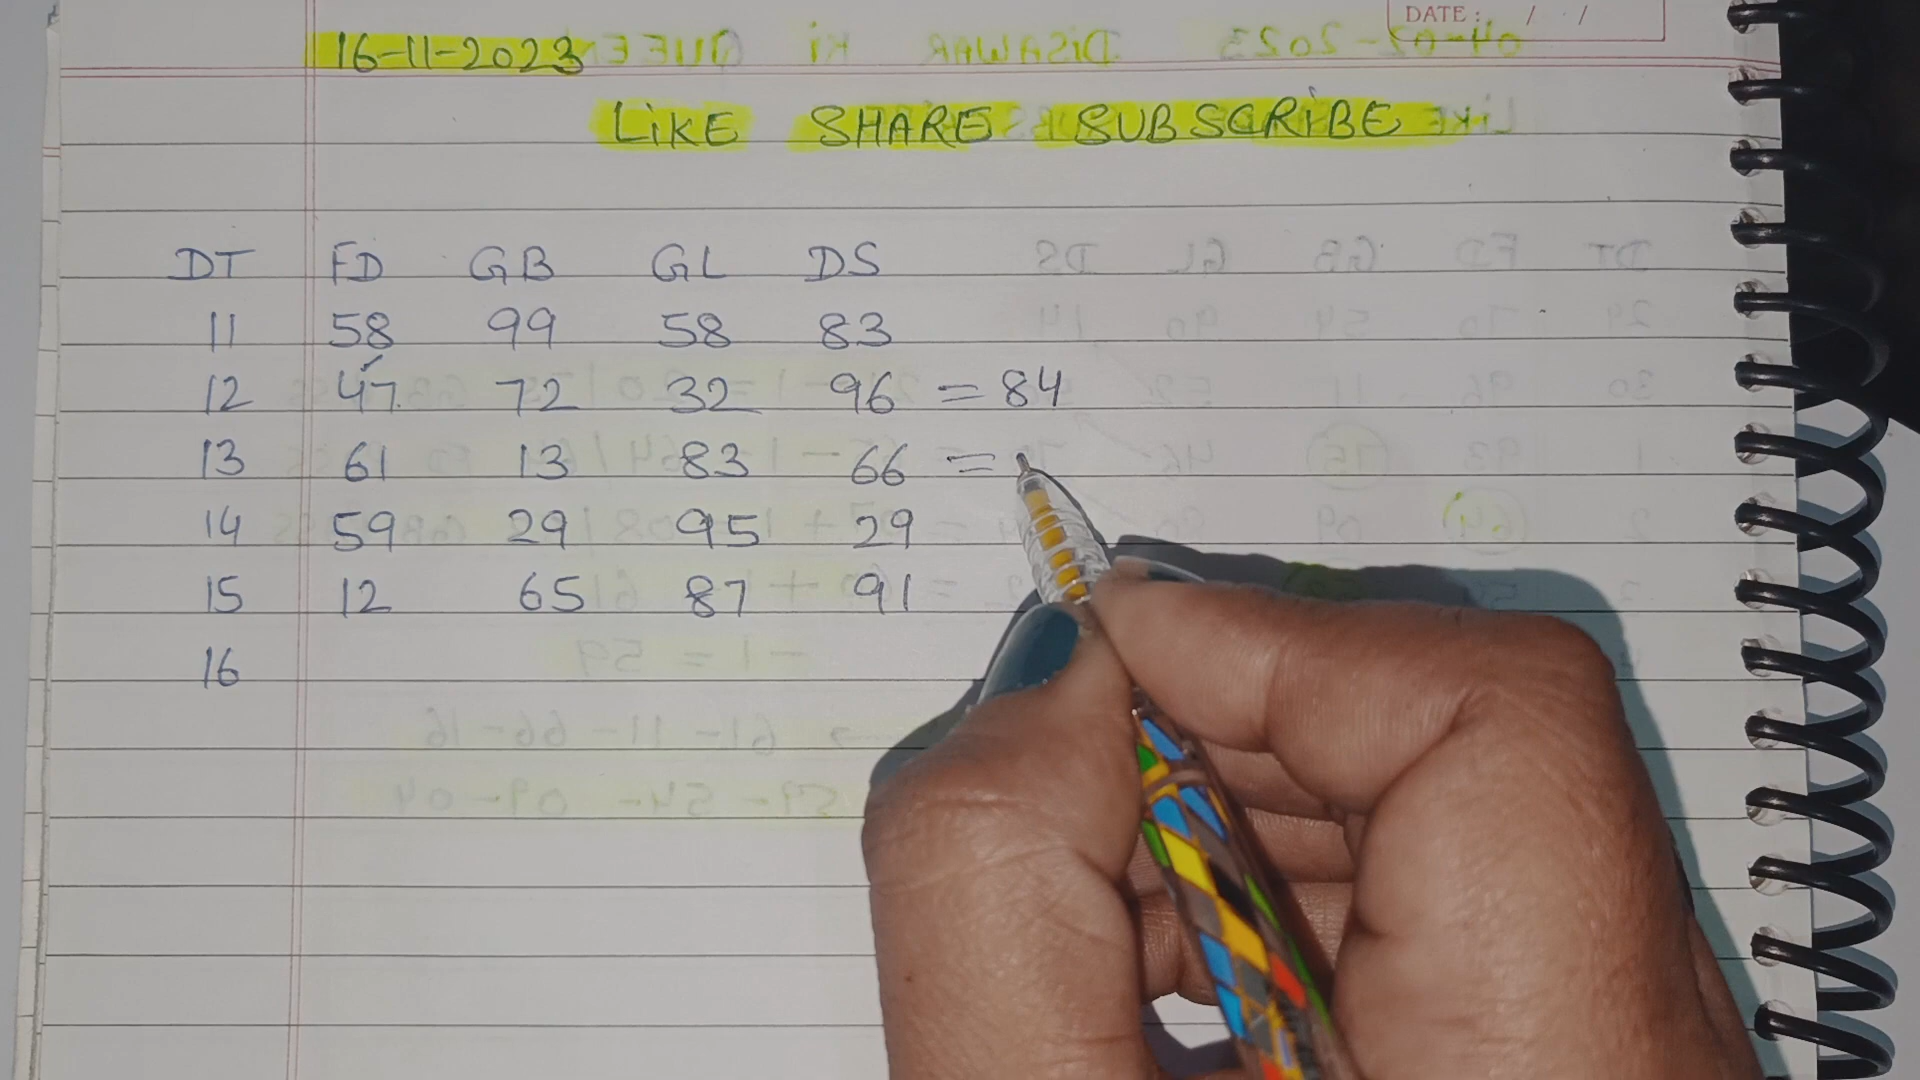 DATE: / /
16-11-2023
LiKE SHARE SUBSCRiBE
DT FD GB GL DS
11 58 99 58 83
12 47 72 32 96 = 84
13 61 13 83 66 =
14 59 29 95 29
15 12 65 87 91
16